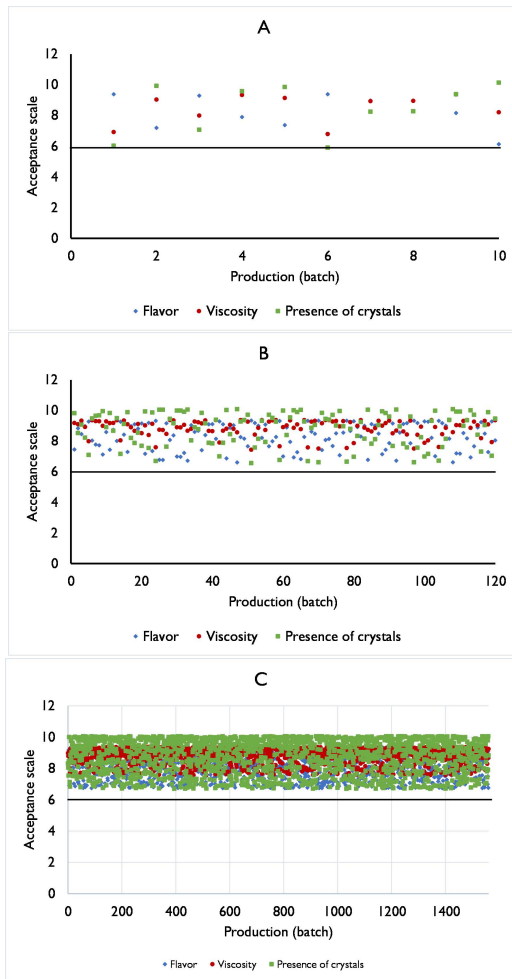 A
12
10
8
6
4
2
0
Acceptance scale
0 2 4 6 8 10
Production (batch)
Flavor Viscosity Presence of crystals
B
12
10
8
6
4
2
0
Acceptance scale
0 20 40 60 80 100 120
Production (batch)
Flavor Viscosity Presence of crystals
C
12
10
8
6
4
2
0
Acceptance scale
0 200 400 600 800 1000 1200 1400
Production (batch)
Flavor Viscosity Presence of crystals